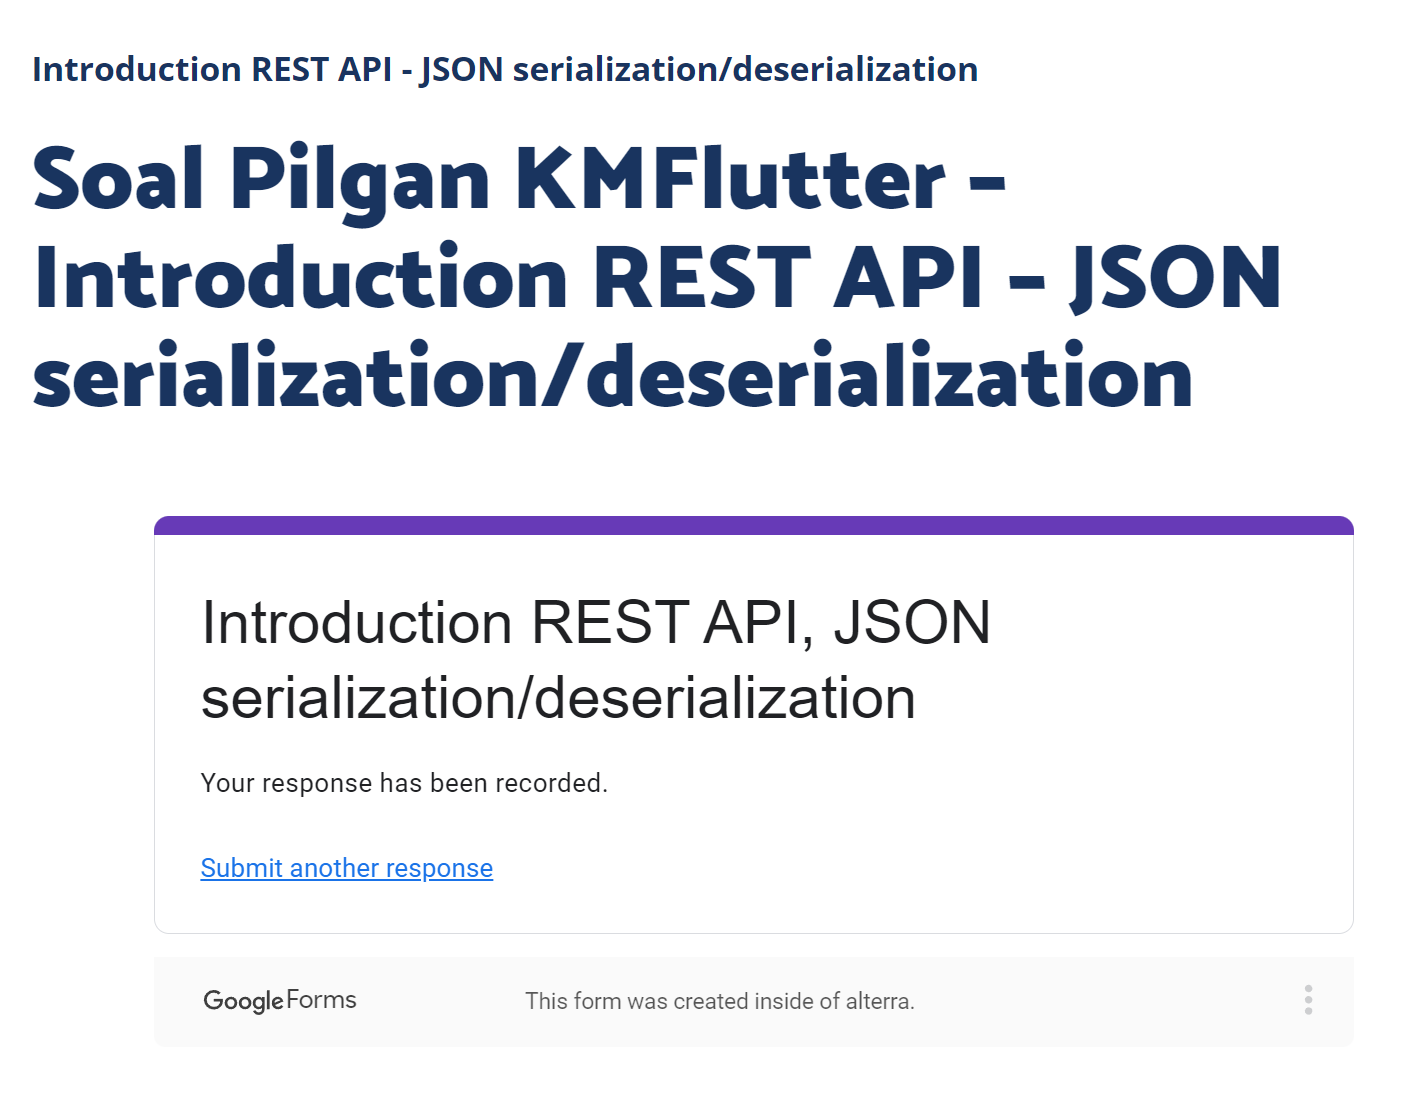 Introduction REST API - JSON serialization/deserialization
Soal Pilgan KMFlutter –
Introduction REST API – JSON
serialization/deserialization
Introduction REST API, JSON
serialization/deserialization
Your response has been recorded.
Submit another response
Google Forms
This form was created inside of alterra.